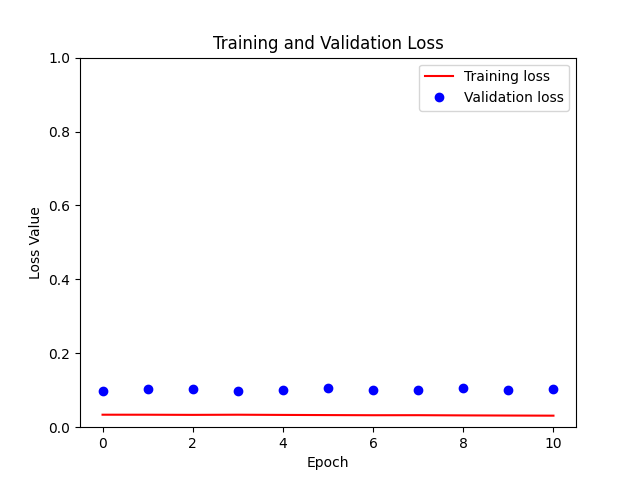 Training and Validation Loss
1.0
Training loss
Validation loss
0.8
0.6
0.4
0.2
0.0
Loss Value
0 2 4 6 8 10
Epoch